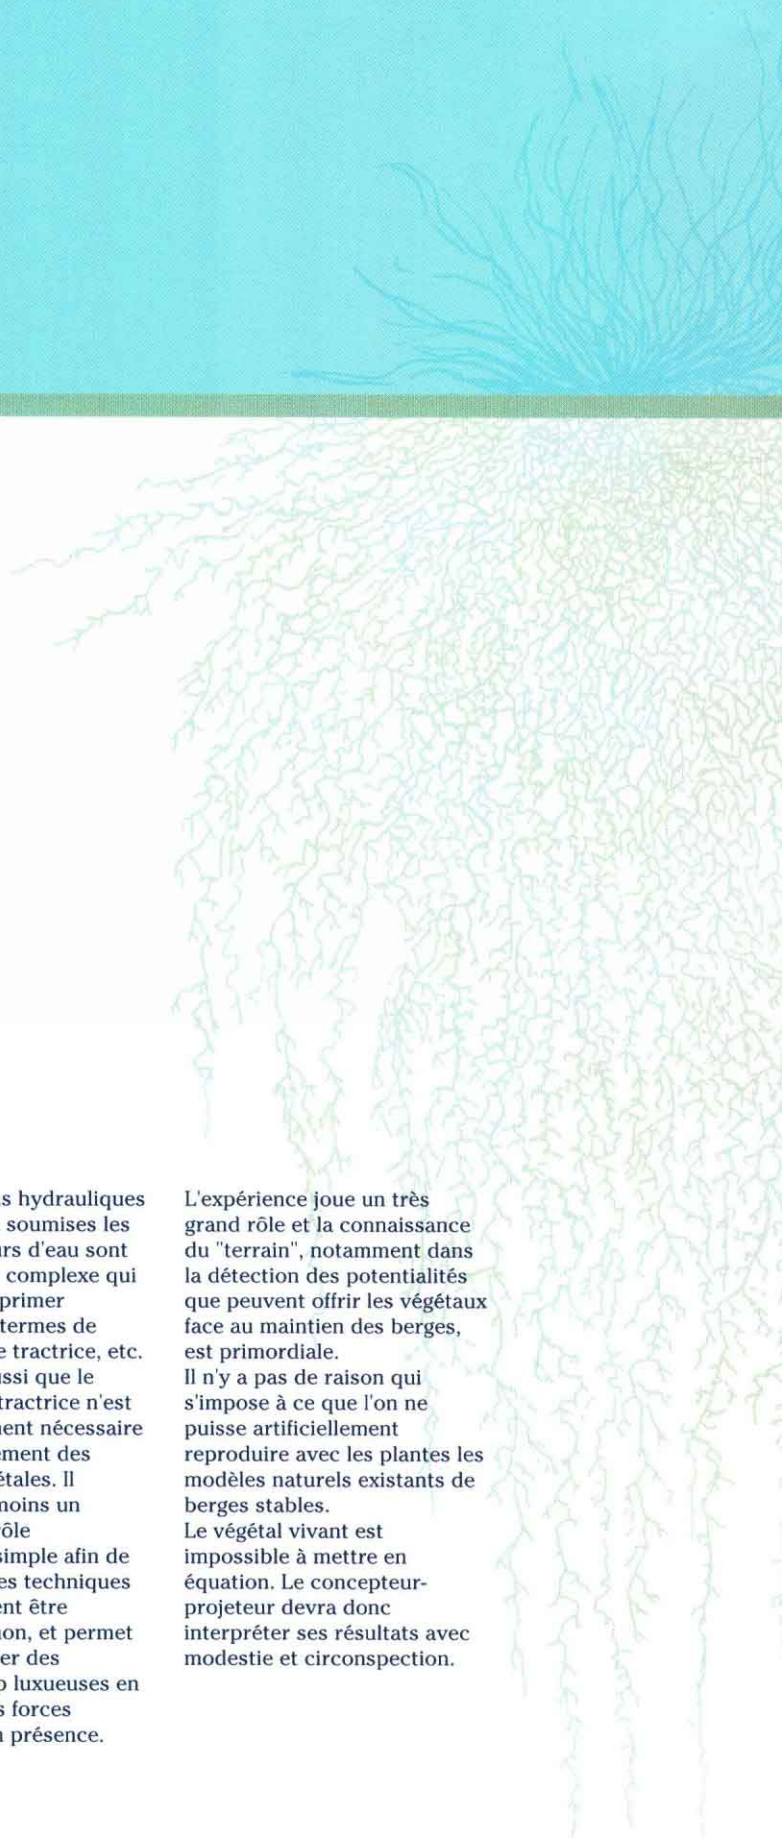 s hydrauliques
soumises les
rs d'eau sont
complexe qui
primer
termes de
e tractrice, etc.
ssi que le
tractrice n'est
nent nécessaire
ement des
étales. Il
moins un
ôle
simple afin de
es techniques
nt être
on, et permet
er des
p luxueuses en
s forces
présence.
L'expérience joue un très
grand rôle et la connaissance
du "terrain", notamment dans
la détection des potentialités
que peuvent offrir les végétaux
face au maintien des berges,
est primordiale.
Il n'y a pas de raison qui
s'impose à ce que l'on ne
puisse artificiellement
reproduire avec les plantes les
modèles naturels existants de
berges stables.
Le végétal vivant est
impossible à mettre en
équation. Le concepteur-
projeteur devra donc
interpréter ses résultats avec
modestie et circonspection.